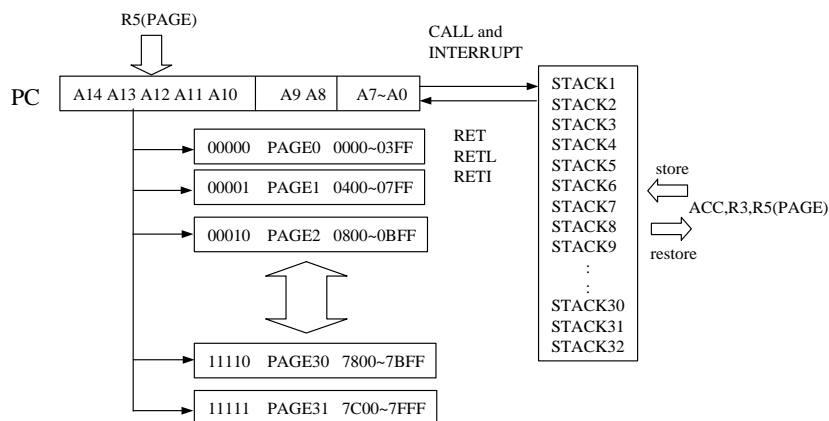 R5(PAGE)
CALL and
INTERRUPT
PC
A14 A13 A12 A11 A10
A9 A8
A7~A0
00000 PAGE0 0000~03FF
00001 PAGE1 0400~07FF
00010 PAGE2 0800~0BFF
11110 PAGE30 7800~7BFF
11111 PAGE31 7C00~7FFF
RET
RETL
RETI
STACK1
STACK2
STACK3
STACK4
STACK5
STACK6
STACK7
STACK8
STACK9
:
:
STACK30
STACK31
STACK32
store
ACC,R3,R5(PAGE)
restore